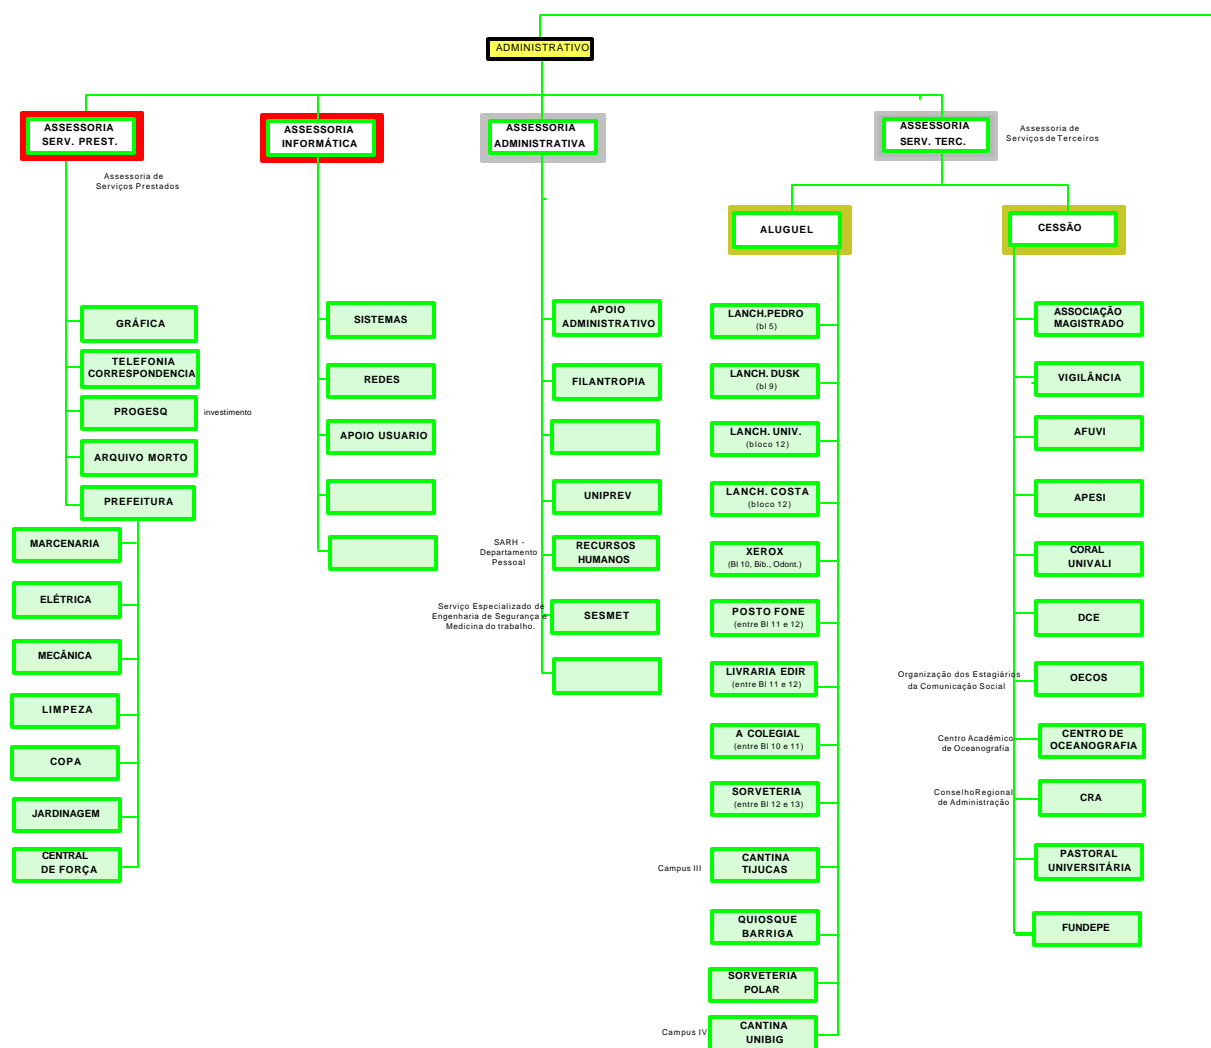 ADMINISTRATIVO
ASSESSORIA
SERV. PREST.
Assessoria de
Serviços Prestados
GRÁFICA
TELEFONIA
CORRESPONDENCIA
PROGESQ
investimento
ARQUIVO MORTO
PREFEITURA
MARCENARIA
ELÉTRICA
MECÂNICA
LIMPEZA
COPA
JARDINAGEM
CENTRAL
DE FORÇA
ASSESSORIA
INFORMÁTICA
SISTEMAS
REDES
APOIO USUARIO
ASSESSORIA
ADMINISTRATIVA
APOIO
ADMINISTRATIVO
FILANTROPIA
UNIPREV
SARH -
Departamento
Pessoal
RECURSOS
HUMANOS
Serviço Especializado de
Engenharia de Segurança e
Medicina do trabalho.
SESMET
ASSESSORIA
SERV. TERC.
Assessoria de
Serviços de Terceiros
ALUGUEL
LANCH.PEDRO
(bl 5)
LANCH. DUSK
(bl 9)
LANCH. UNIV.
(bloco 12)
LANCH. COSTA
(bloco 12)
XEROX
(Bl 10, Bib., Odont.)
POSTO FONE
(entre Bl 11 e 12)
LIVRARIA EDIR
(entre Bl 11 e 12)
A COLEGIAL
(entre Bl 10 e 11)
SORVETERIA
(entre Bl 12 e 13)
Campus III
CANTINA
TIJUCAS
QUIOSQUE
BARRIGA
SORVETERIA
POLAR
Campus IV
CANTINA
UNIBIG
CESSÃO
ASSOCIAÇÃO
MAGISTRADO
VIGILÂNCIA
AFUVI
APESI
CORAL
UNIVALI
DCE
Organização dos Estagiários
da Comunicação Social
OECOS
Centro Acadêmico
de Oceanografia
CENTRO DE
OCEANOGRAFIA
Conselho Regional
de Administração
CRA
PASTORAL
UNIVERSITÁRIA
FUNDEPE